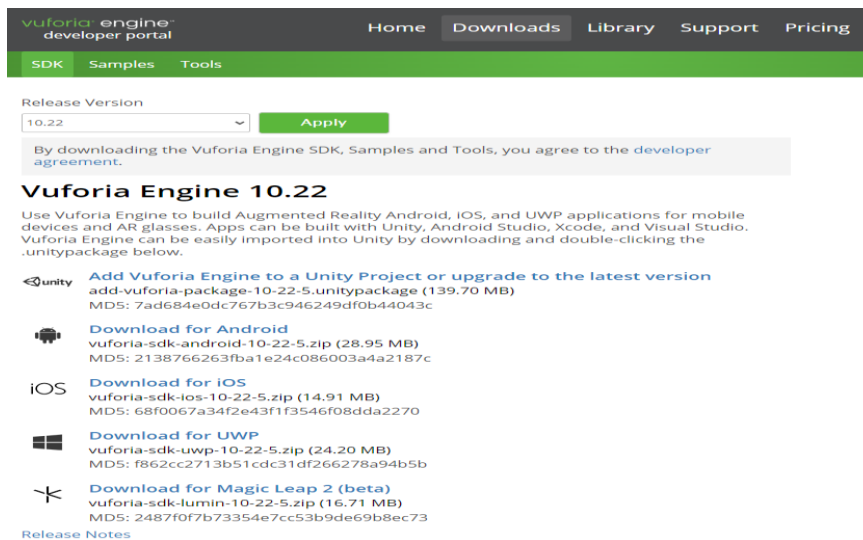 vuforia engine™
developer portal
Home Downloads Library Support Pricing
SDK Samples Tools
Release Version
10.22
Apply
By downloading the Vuforia Engine SDK, Samples and Tools, you agree to the developer
agreement.
Vuforia Engine 10.22
Use Vuforia Engine to build Augmented Reality Android, iOS, and UWP applications for mobile
devices and AR glasses. Apps can be built with Unity, Android Studio, Xcode, and Visual Studio.
Vuforia Engine can be easily imported into Unity by downloading and double-clicking the
.unitypackage below.
unity
Add Vuforia Engine to a Unity Project or upgrade to the latest version
add-vuforia-package-10-22-5.unitypackage (139.70 MB)
MD5: 7ad684e0dc767b3c946249df0b44043c
Download for Android
vuforia-sdk-android-10-22-5.zip (28.95 MB)
MD5: 2138766263fba1e24c086003a4a2187c
iOS
Download for iOS
vuforia-sdk-ios-10-22-5.zip (14.91 MB)
MD5: 68f0067a34f2e43f1f3546f08dda2270
Download for UWP
vuforia-sdk-uwp-10-22-5.zip (24.20 MB)
MD5: f862cc2713b51cdc31df266278a94b5b
Download for Magic Leap 2 (beta)
vuforia-sdk-lumin-10-22-5.zip (16.71 MB)
MD5: 2487f0f7b73354e7cc53b9de69b8ec73
Release Notes